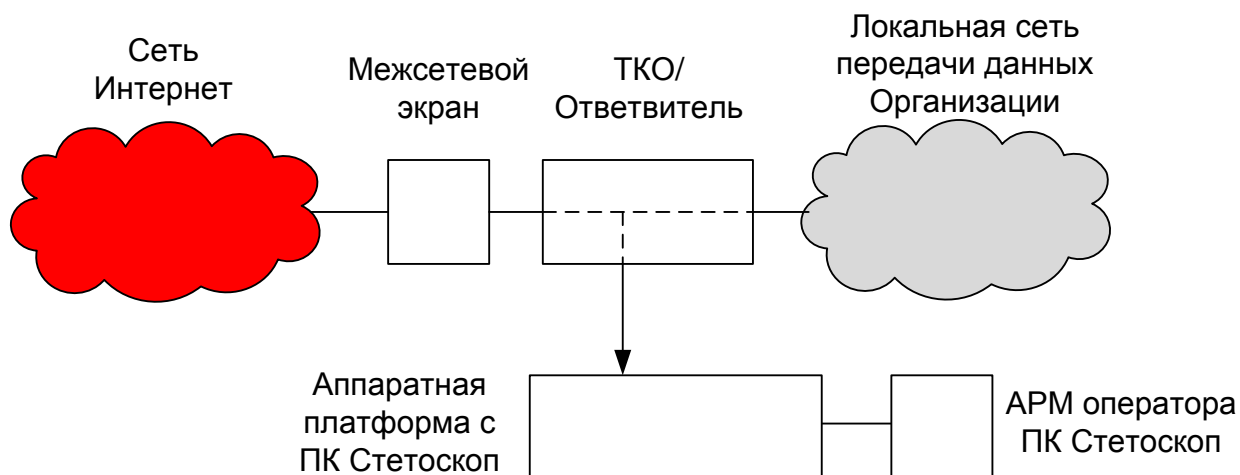 Сеть
Интернет
Межсетевой
экран
ТКО/
Ответвитель
Локальная сеть
передачи данных
Организации
Аппаратная
платформа с
ПК Стетоскоп
АРМ оператора
ПК Стетоскоп